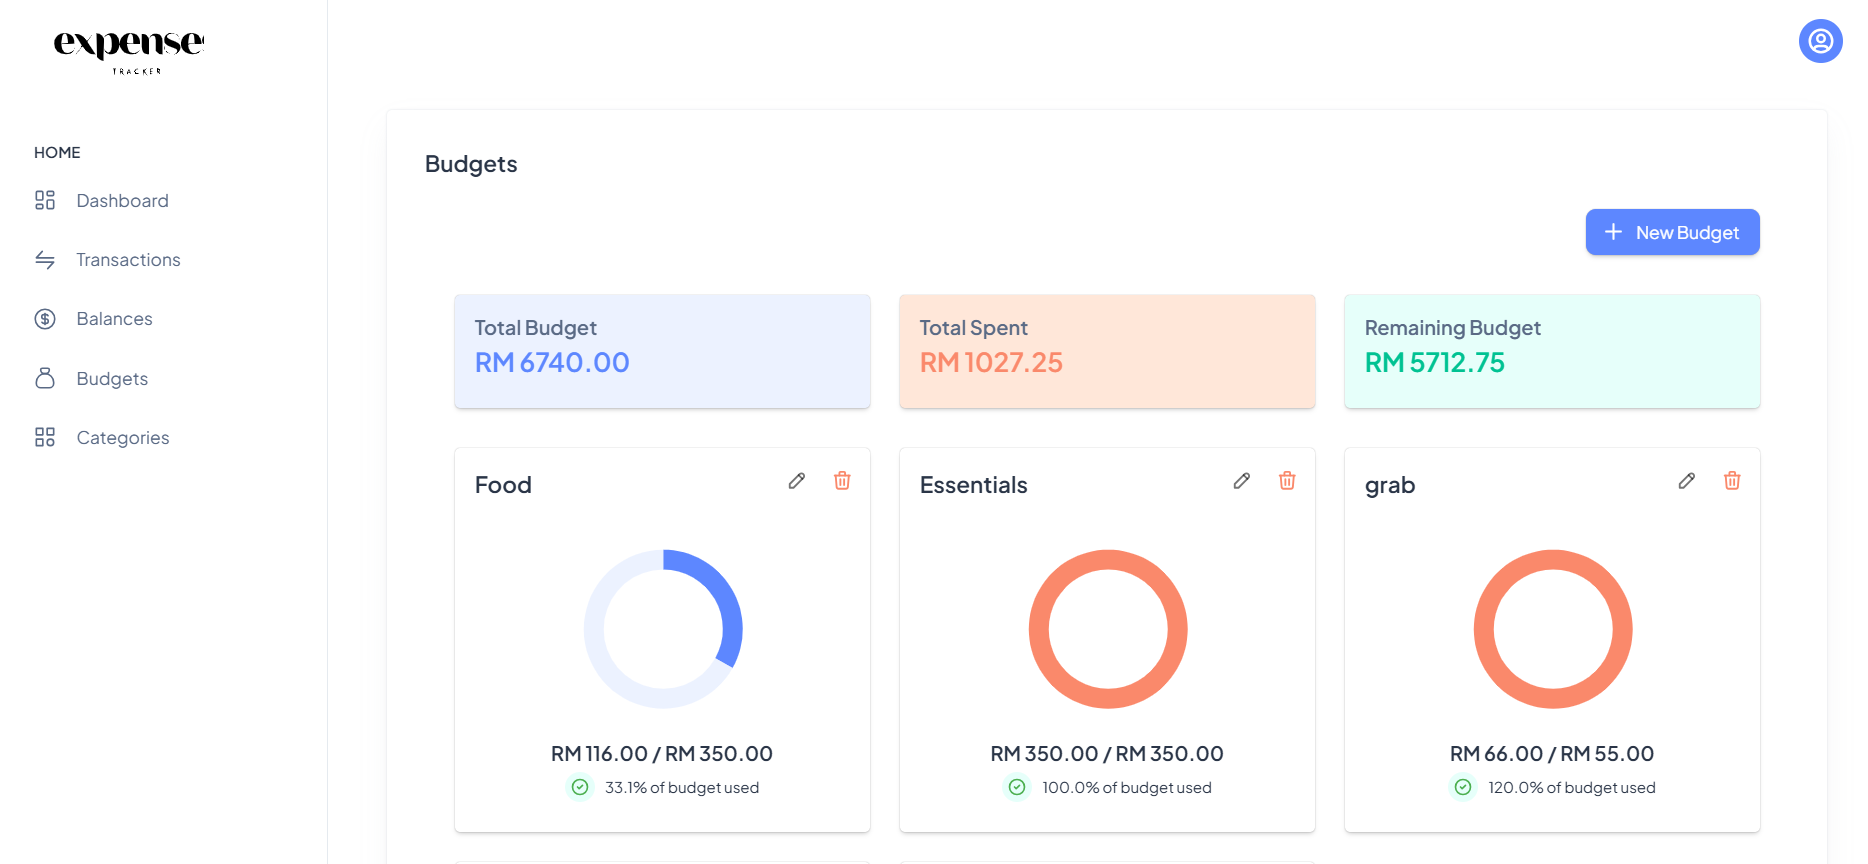 expense
TRACKER
HOME
Dashboard
Transactions
Balances
Budgets
Categories
Budgets
New Budget
Total Budget
RM 6740.00
Total Spent
RM 1027.25
Remaining Budget
RM 5712.75
Food
RM 116.00 / RM 350.00
33.1% of budget used
Essentials
RM 350.00 / RM 350.00
100.0% of budget used
grab
RM 66.00 / RM 55.00
120.0% of budget used